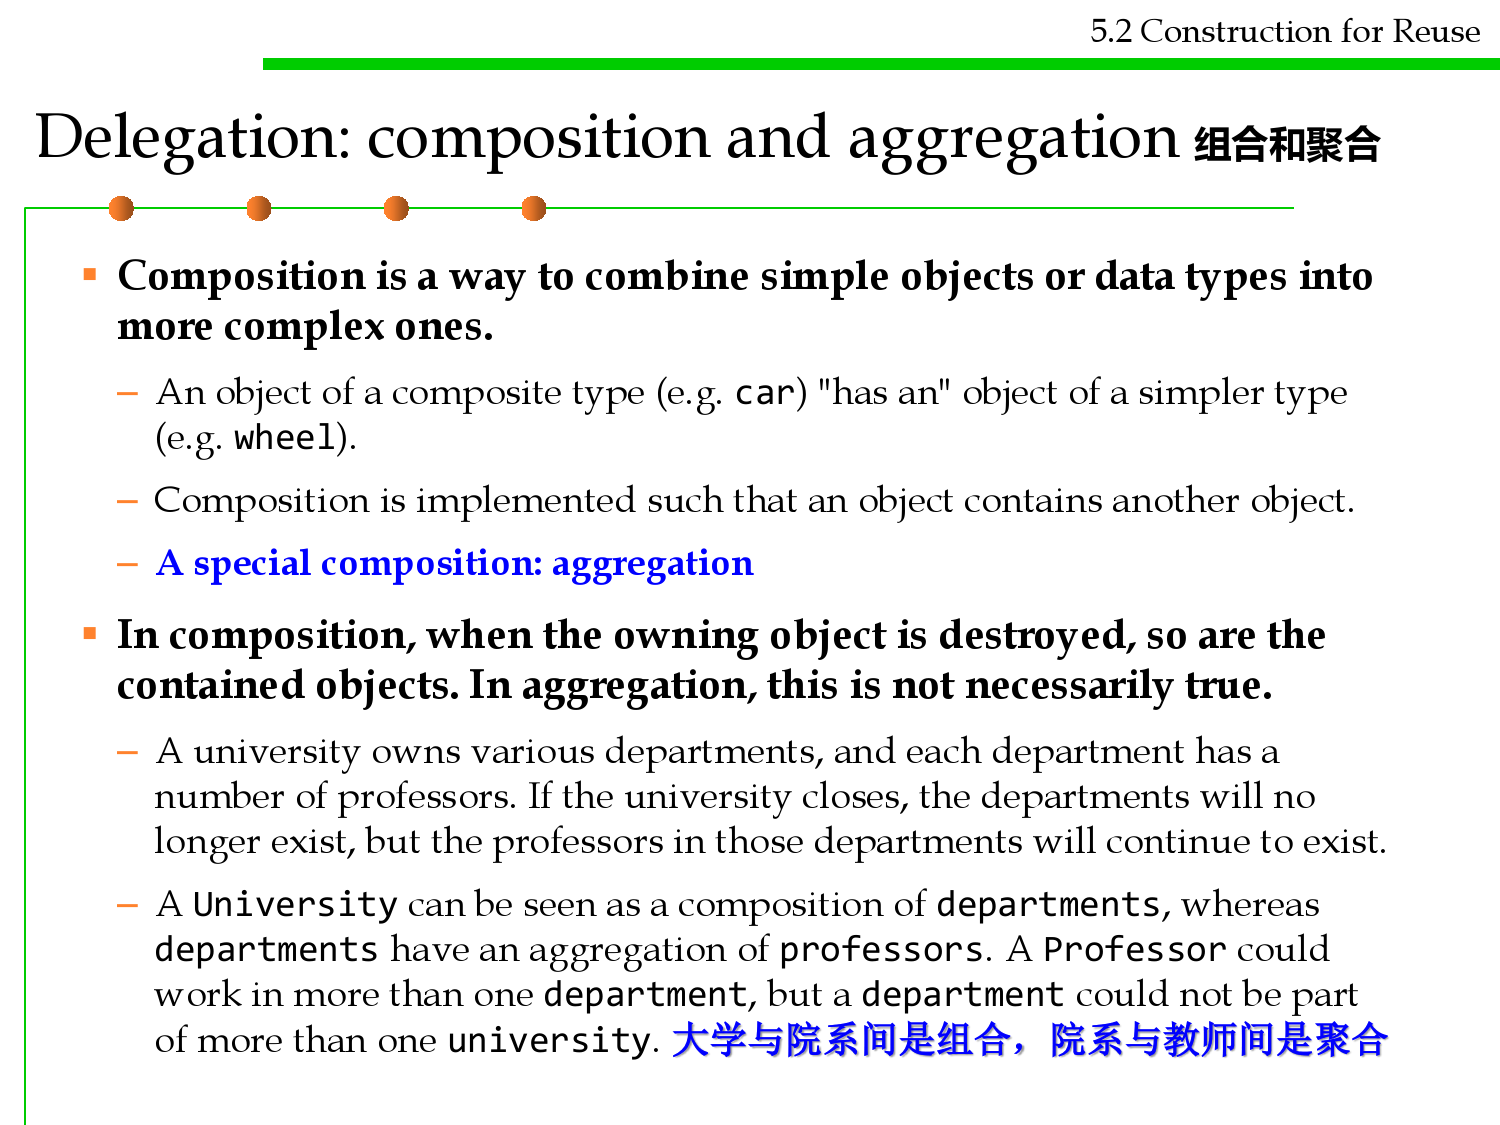 5.2 Construction for Reuse
Delegation: composition and aggregation 组合和聚合
▪ Composition is a way to combine simple objects or data types into
more complex ones.
– An object of a composite type (e.g. car) "has an" object of a simpler type
(e.g. wheel).
– Composition is implemented such that an object contains another object.
– A special composition: aggregation
▪ In composition, when the owning object is destroyed, so are the
contained objects. In aggregation, this is not necessarily true.
– A university owns various departments, and each department has a
number of professors. If the university closes, the departments will no
longer exist, but the professors in those departments will continue to exist.
– A University can be seen as a composition of departments, whereas
departments have an aggregation of professors. A Professor could
work in more than one department, but a department could not be part
of more than one university. 大学与院系间是组合，院系与教师间是聚合